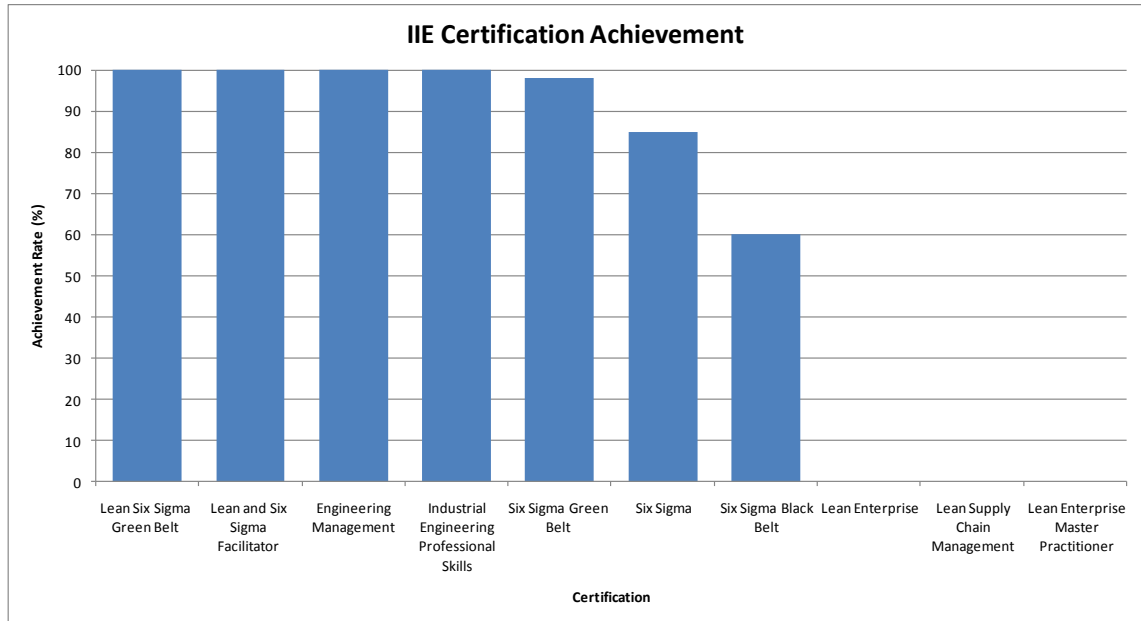 IIE Certification Achievement
100
90
80
70
60
50
40
30
20
10
0
Achievement Rate (%)
Lean Six Sigma
Green Belt
Lean and Six
Sigma
Facilitator
Engineering
Management
Industrial
Engineering
Professional
Skills
Six Sigma Green
Belt
Six Sigma
Six Sigma Black
Belt
Lean Enterprise
Lean Supply
Chain
Management
Lean Enterprise
Master
Practitioner
Certification